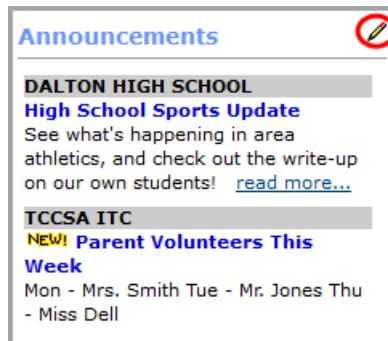 Announcements
DALTON HIGH SCHOOL
High School Sports Update
See what's happening in area
athletics, and check out the write-up
on our own students! read more...
TCCSA ITC
NEW! Parent Volunteers This
Week
Mon - Mrs. Smith Tue - Mr. Jones Thu
- Miss Dell